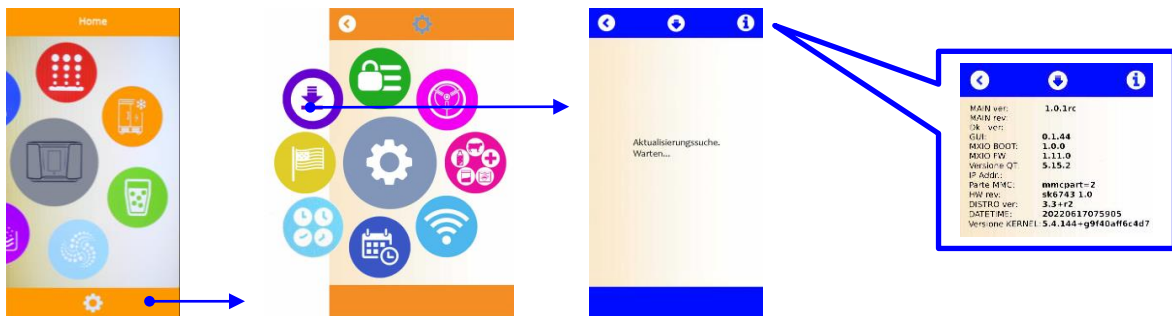 Home
Aktualisierungssuche.
Warten...
MAIN ver: 1.0.1rc
MAIN rev:
ver:
GUI: 0.1.44
MXIO BOOT: 1.0.0
MXIO FW 1.11.0
Versione QT: 5.15.2
IP Addr.:
Parte MMC: mmcpart=2
HW rev: sk6743 1.0
DISTRO ver: 3.3+r2
DATETIME: 20220617075905
Versione KERNEL: 5.4.144+g9f40aff6c4d7